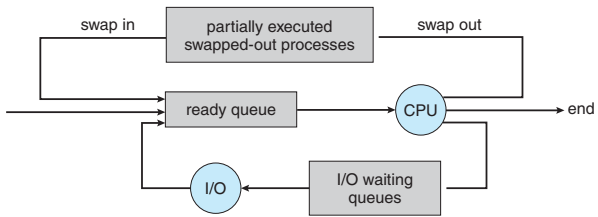 swap in
partially executed
swapped-out processes
swap out
ready queue
CPU
end
I/O
I/O waiting
queues